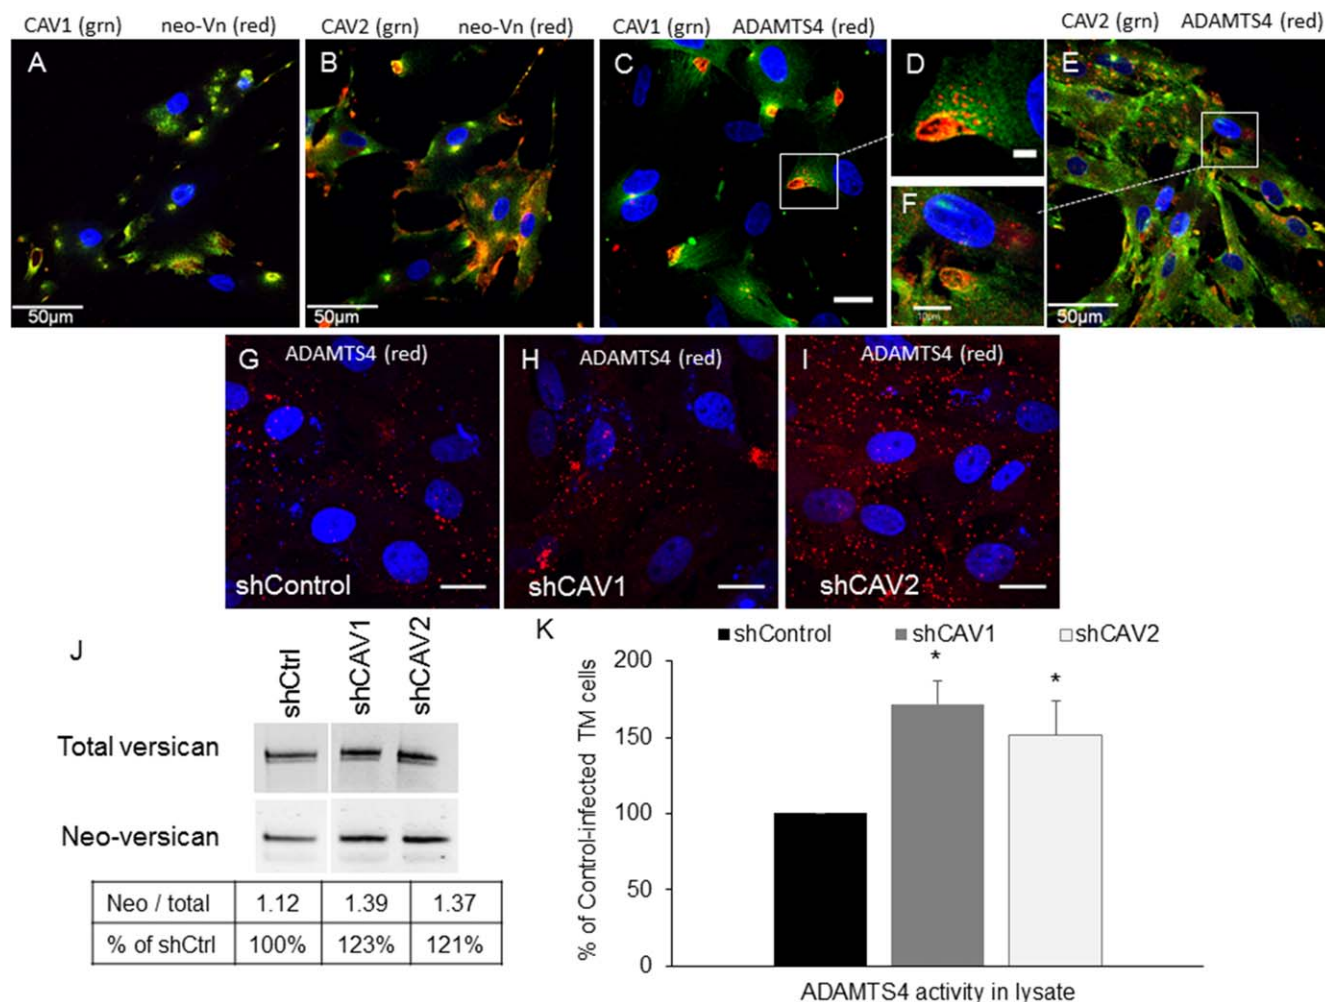 CAV1 (grn) neo-Vn (red) CAV2 (grn) neo-Vn (red) CAV1 (grn) ADAMTS4 (red) CAV2 (grn) ADAMTS4 (red)
A B C D E
F
50µm 50µm 10µm 50µm
G ADAMTS4 (red) H ADAMTS4 (red) I ADAMTS4 (red)
shControl shCAV1 shCAV2
J
shCtrl shCAV1 shCAV2
Total versican
Neo-versican
Neo / total 1.12 1.39 1.37
% of shCtrl 100% 123% 121%
K
shControl shCAV1 shCAV2
% of Control-infected TM cells
200
150
100
50
0
* *
ADAMTS4 activity in lysate